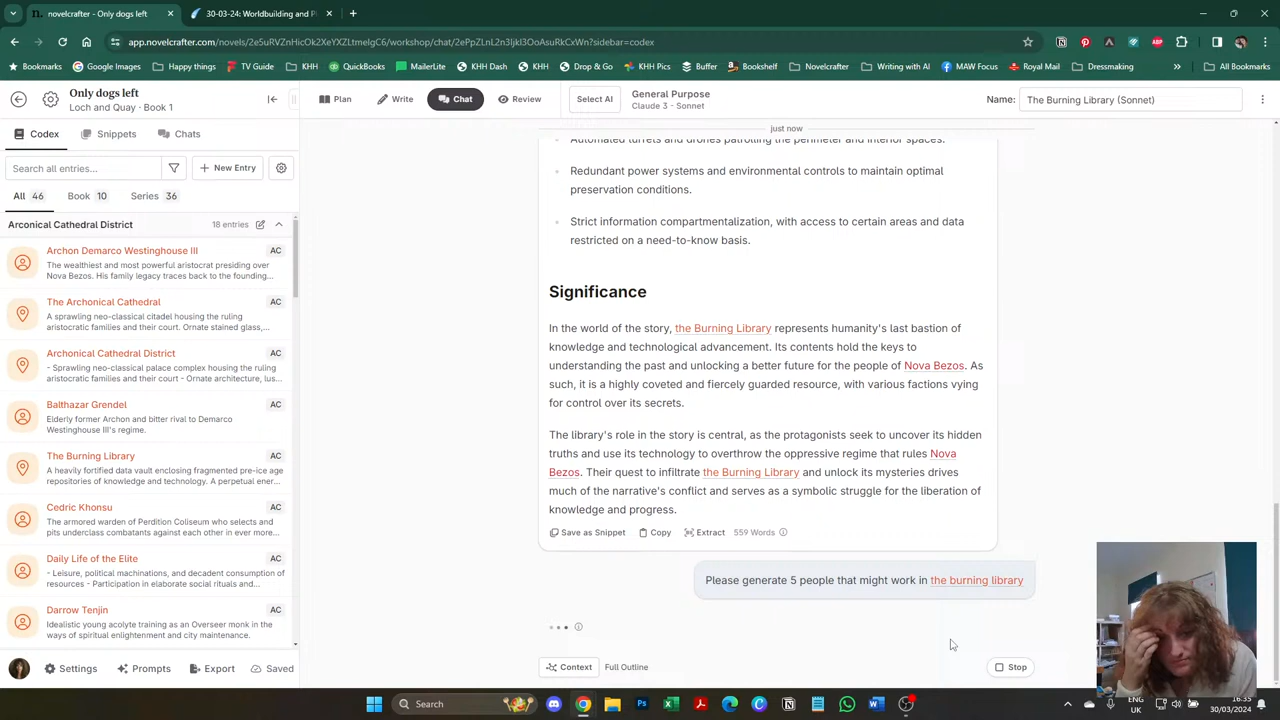 novelcrafter - Only dogs left
30-03-24: Worldbuilding and P
app.novelcrafter.com/novels/2e5uRVZnHicOk2XeYXZLtmelgC6/workshop/chat/2ePpZLnL2n3ljkI3OoAsuRkCxWn?sidebar=codex
Bookmarks
Google Images
Happy things
TV Guide
KHH
QuickBooks
MailerLite
KHH - Dash
KHH
Drop & Go
KHH Pics
Buffer
Bookshelf
Novelling
Writing with AI
MAW Focus
Dressmaking
All Bookmarks
Only dogs left
Loch and Quay - Book 1
Plan
Write
Chat
Review
Select AI
General Purpose
Claude 3 - Sonnet
Name:
The Burning Library (Sonnet)
Codex
Snippets
Chats
Search all entries...
New Entry
All 46
Book 10
Series 36
Arconical Cathedral District
18 entries
Archon Demarco Westinghouse III
AC
The wealthiest and most powerful aristocrat presiding over
Nova Bezos. His family legacy traces back to the founding...
The Archonical Cathedral
AC
A sprawling neo-classical citadel housing the ruling
aristocratic families and their court. Ornate stained glass,...
Archonical Cathedral District
AC
- Sprawling neo-classical palace complex housing the ruling
aristocratic families and their court - Ornate architecture, lus...
Balthazar Grendel
AC
Elderly former Archon and bitter rival to Demarco
Westinghouse III's regime.
The Burning Library
AC
A heavily fortified data vault enclosing fragmented pre-ice age
repositories of knowledge and technology. A perpetual ener...
Cedric Khonsu
AC
The armored warden of Perdition Coliseum who selects and
pits underclass combatants against each other in ever more...
Daily Life of the Elite
AC
- Leisure, political machinations, and decadent consumption of
resources - Participation in elaborate social rituals and...
Darrow Tenjin
AC
Idealistic young acolyte training as an Overseer monk in the
ways of spiritual enlightenment and city maintenance.
Settings
Prompts
Export
Saved
just now
Automated turrets and drones patrolling the perimeter and interior spaces.
Redundant power systems and environmental controls to maintain optimal
preservation conditions.
Strict information compartmentalization, with access to certain areas and data
restricted on a need-to-know basis.
Significance
In the world of the story, the Burning Library represents humanity's last bastion of
knowledge and technological advancement. Its contents hold the keys to
understanding the past and unlocking a better future for the people of Nova Bezos. As
such, it is a highly coveted and fiercely guarded resource, with various factions vying
for control over its secrets.
The library's role in the story is central, as the protagonists seek to uncover its hidden
truths and use its technology to overthrow the oppressive regime that rules Nova
Bezos. Their quest to infiltrate the Burning Library and unlock its mysteries drives
much of the narrative's conflict and serves as a symbolic struggle for the liberation of
knowledge and progress.
Save as Snippet
Copy
Extract
559 Words
Please generate 5 people that might work in the burning library
Context
Full Outline
Stop
Search
ENG
UK
16:35
30/03/2024